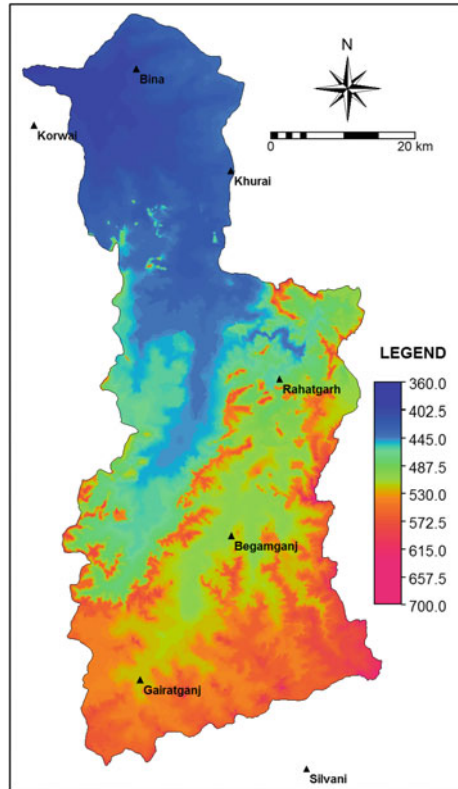 N
0 20 km
Bina
Korwai
Khurai
LEGEND
360.0
402.5
445.0
487.5
530.0
572.5
615.0
657.5
700.0
Rahatgarh
Begamganj
Gairatganj
Silvani